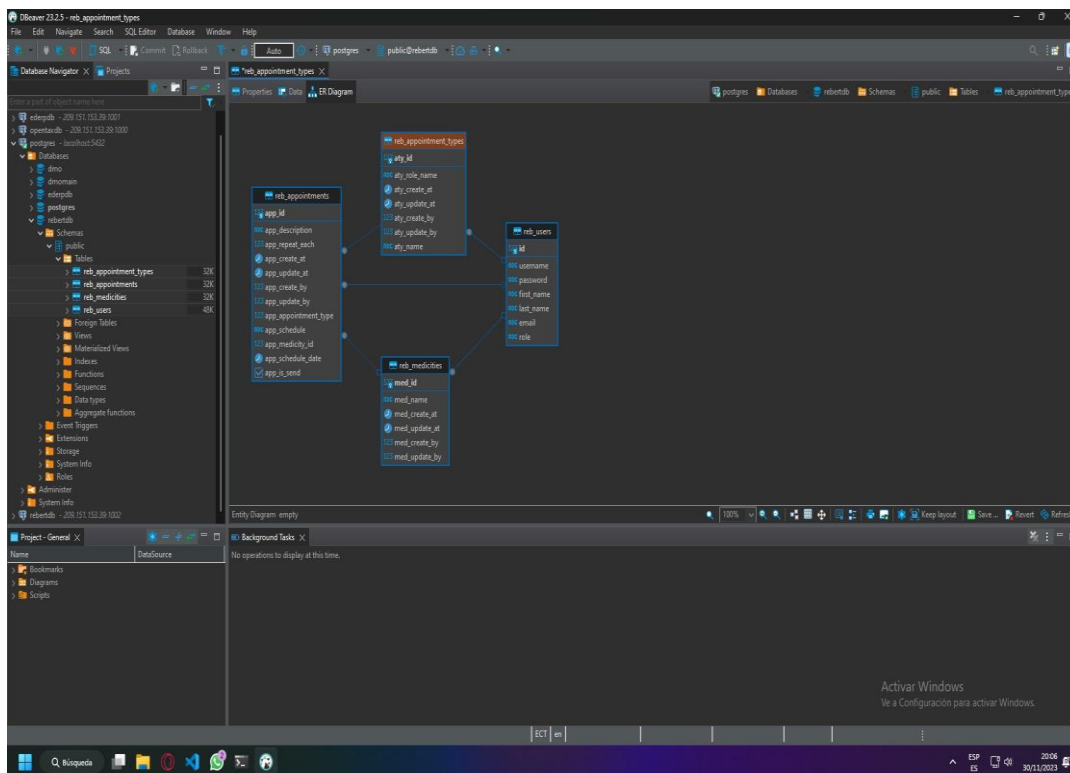 DBeaver 23.2.5 - reb_appointment_types
File Edit Navigate Search SQL Editor Database Window Help
SQL Commit Rollback Auto postgres public@rebertdb
Database Navigator Projects
*reb_appointment_types
Properties Data ER Diagram
postgres Databases rebertdb Schemas public Tables reb_appointment_type
Enter a part of object name here
ederpdb - 209.151.153.39:1001
opentaxdb - 209.151.153.39:1000
postgres - localhost:5432
Databases
dmo
dmomain
ederpdb
postgres
rebertdb
Schemas
public
Tables
reb_appointment_types 32K
reb_appointments 32K
reb_medicities 32K
reb_users 48K
Foreign Tables
Views
Materialized Views
Indexes
Functions
Sequences
Data types
Aggregate functions
Event Triggers
Extensions
Storage
System Info
Roles
Administer
System Info
rebertdb - 209.151.153.39:1002
reb_appointment_types
aty_id
aty_role_name
aty_create_at
aty_update_at
aty_create_by
aty_update_by
aty_name
reb_appointments
app_id
app_description
app_repeat_each
app_create_at
app_update_at
app_create_by
app_update_by
app_appointment_type
app_schedule
app_medicity_id
app_schedule_date
app_is_send
reb_users
id
username
password
first_name
last_name
email
role
reb_medicities
med_id
med_name
med_create_at
med_update_at
med_create_by
med_update_by
Entity Diagram empty
100% Keep layout Save ... Revert Refres
Project - General
Name DataSource
Bookmarks
Diagrams
Scripts
Background Tasks
No operations to display at this time.
Activar Windows
Ve a Configuración para activar Windows.
ECT en
Búsqueda
ESP
ES
20:06
30/11/2023